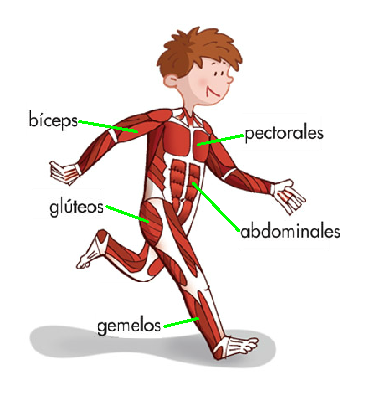 bíceps
pectorales
glúteos
abdominales
gemelos